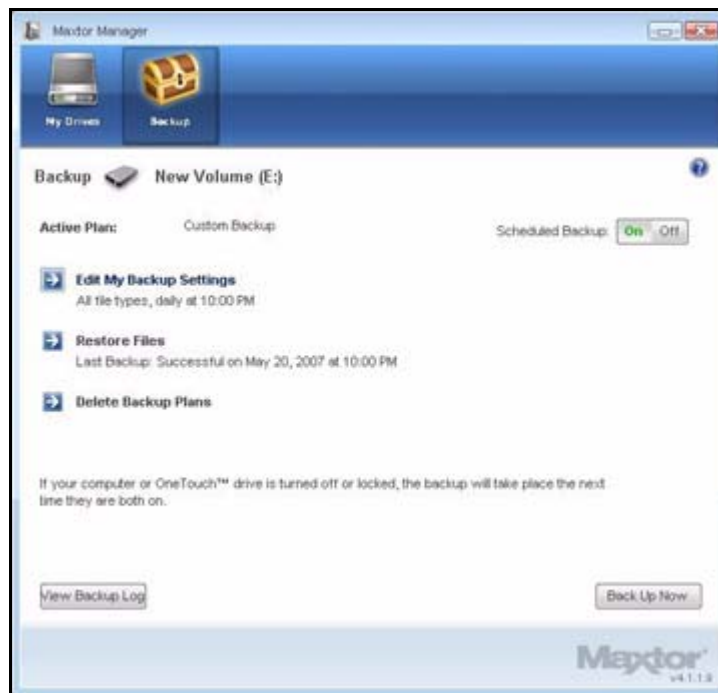 Maxtor Manager
My Drives
Backup
Backup New Volume (E:)
Active Plan: Custom Backup
Scheduled Backup: On Off
Edit My Backup Settings
All file types, daily at 10:00 PM
Restore Files
Last Backup: Successful on May 20, 2007 at 10:00 PM
Delete Backup Plans
If your computer or OneTouch™ drive is turned off or locked, the backup will take place the next
time they are both on.
View Backup Log
Back Up Now
Maxtor